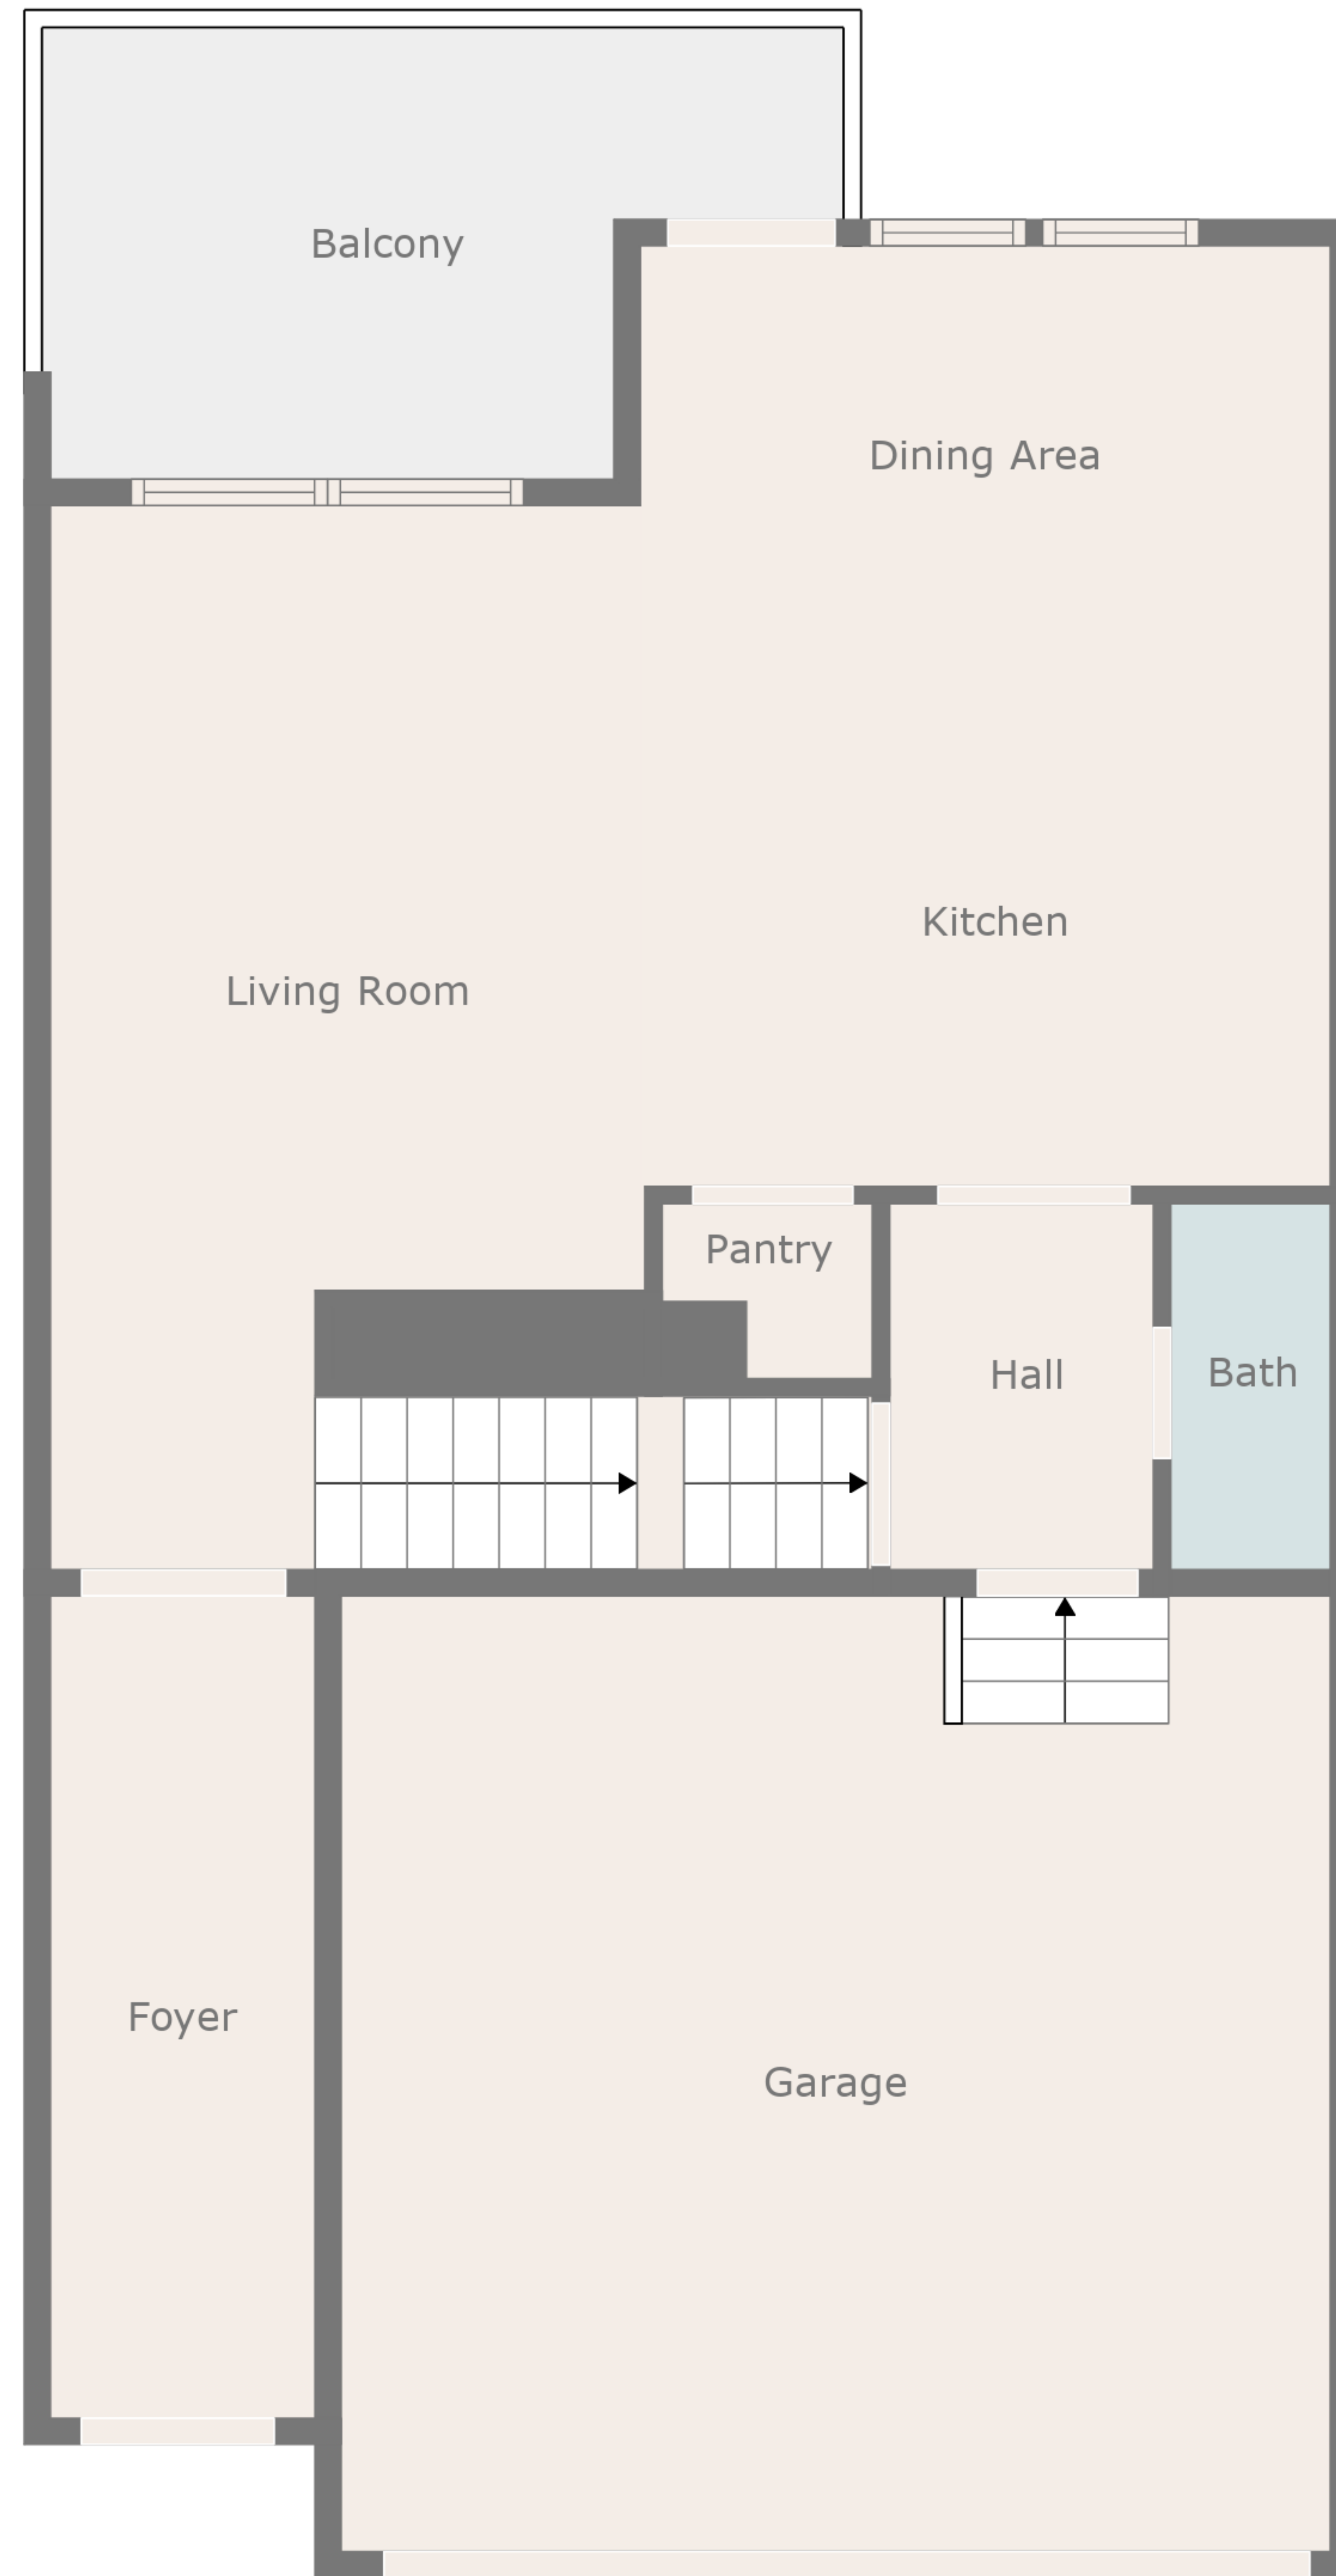 Balcony
Dining Area
Kitchen
Living Room
Pantry
Hall
Bath
Foyer
Garage